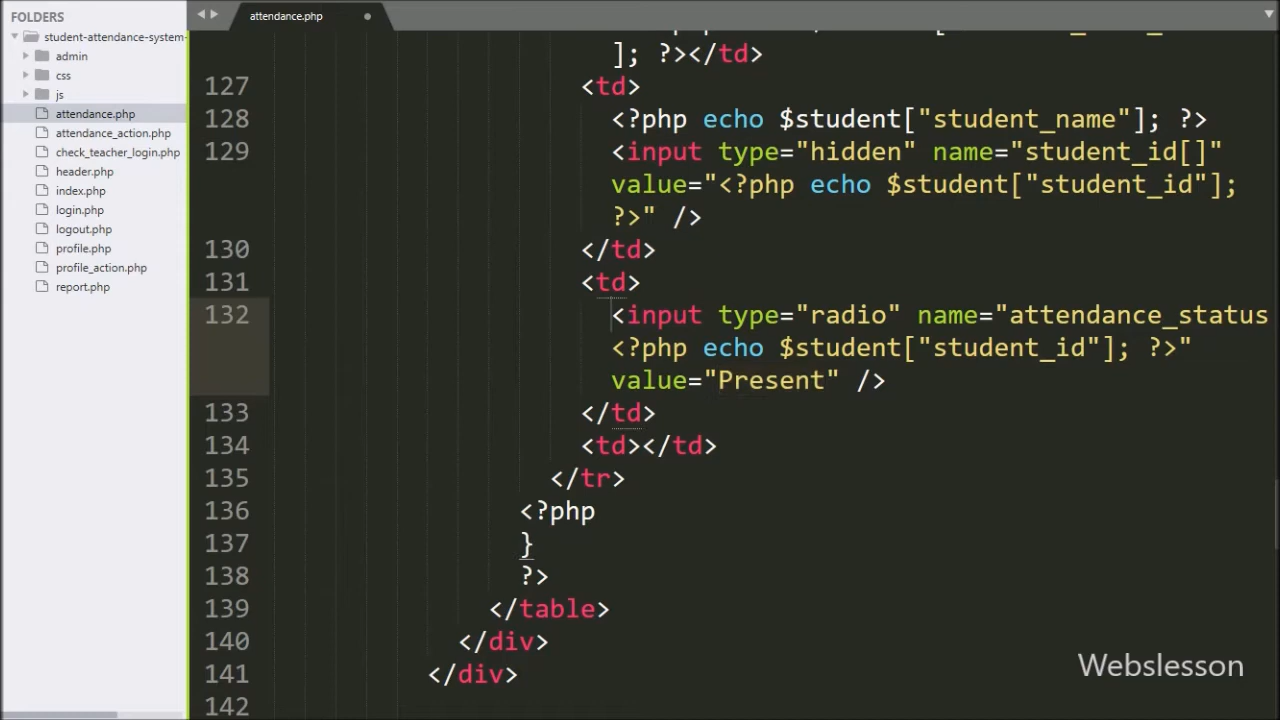 FOLDERS
student-attendance-system-
admin
css
js
attendance.php
attendance_action.php
check_teacher_login.php
header.php
index.php
login.php
logout.php
profile.php
profile_action.php
report.php
attendance.php
]; ?></td>
127 <td>
128 <?php echo $student["student_name"]; ?>
129 <input type="hidden" name="student_id[]"
value="<?php echo $student["student_id"];
?>" />
130 </td>
131 <td>
132 <input type="radio" name="attendance_status
<?php echo $student["student_id"]; ?>"
value="Present" />
133 </td>
134 <td></td>
135 </tr>
136 <?php
137 }
138 ?>
139 </table>
140 </div>
141 </div>
142
Webslesson